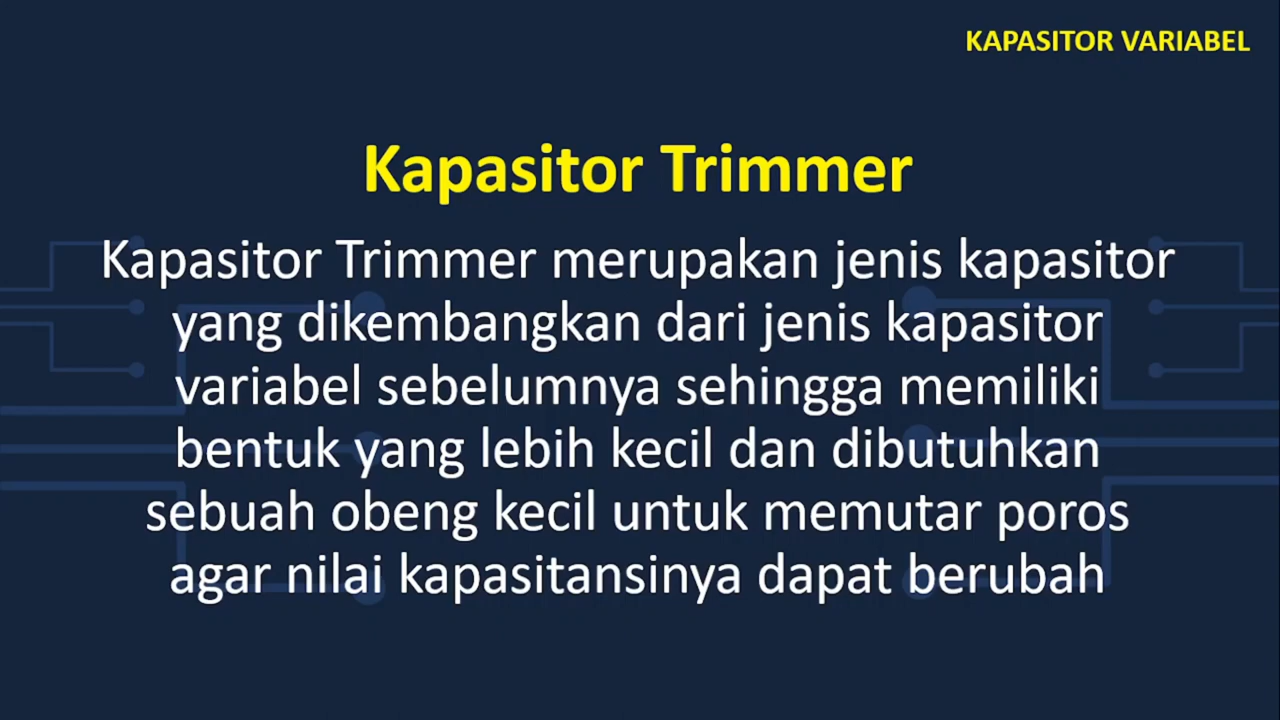 KAPASITOR VARIABEL
Kapasitor Trimmer
Kapasitor Trimmer merupakan jenis kapasitor
yang dikembangkan dari jenis kapasitor
variabel sebelumnya sehingga memiliki
bentuk yang lebih kecil dan dibutuhkan
sebuah obeng kecil untuk memutar poros
agar nilai kapasitansinya dapat berubah